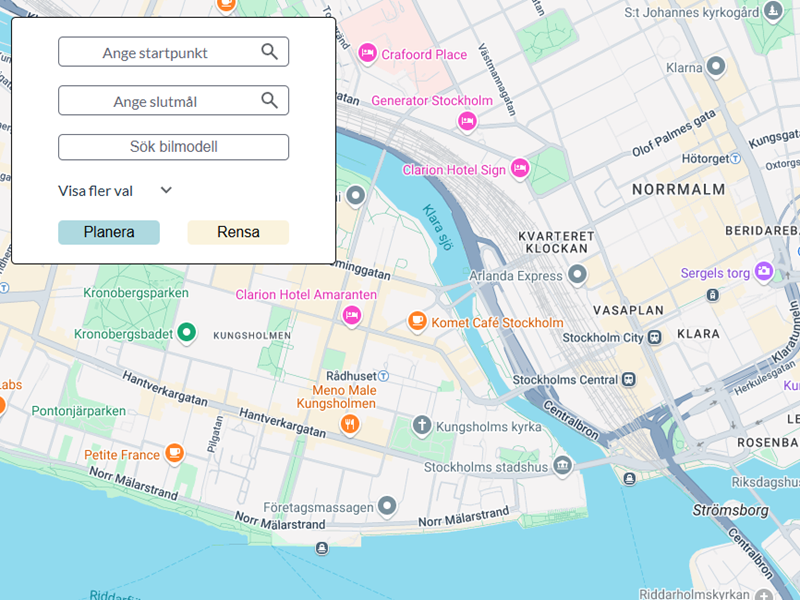 Ange startpunkt
Ange slutmål
Sök bilmodell
Visa fler val
Planera
Rensa
S:t Johannes kyrkogård
Crafoord Place
Västmannagatan
Klarna
Generator Stockholm
Olof Palmes gata
Kungsgata
Hötorget
Oxtorgs
Clarion Hotel Sign
NORRMALM
Klara sjö
KVARTERET
KLOCKAN
BERIDAREB
Arlanda Express
Sergels torg
Kronobergsparken
Clarion Hotel Amaranten
Komet Café Stockholm
VASAPLAN
Kronobergsbadet
KUNGSHOLMEN
Stockholm City
KLARA
Klaratunneln
Rådhuset
Stockholms Central
Herkulesgatan
Hantverkargatan
Meno Male
Kungsholmen
Pontonjärparken
Hantverkargatan
Centralbron
Pilgatan
Kungsholms kyrka
ROSENBA
Petite France
Stockholms stadshus
Norr Mälarstrand
Riksdagshus
Företagsmassagen
Norr Mälarstrand
Norr Mälarstrand
Strömsborg
Centralbron
Riddarholmskyrkan